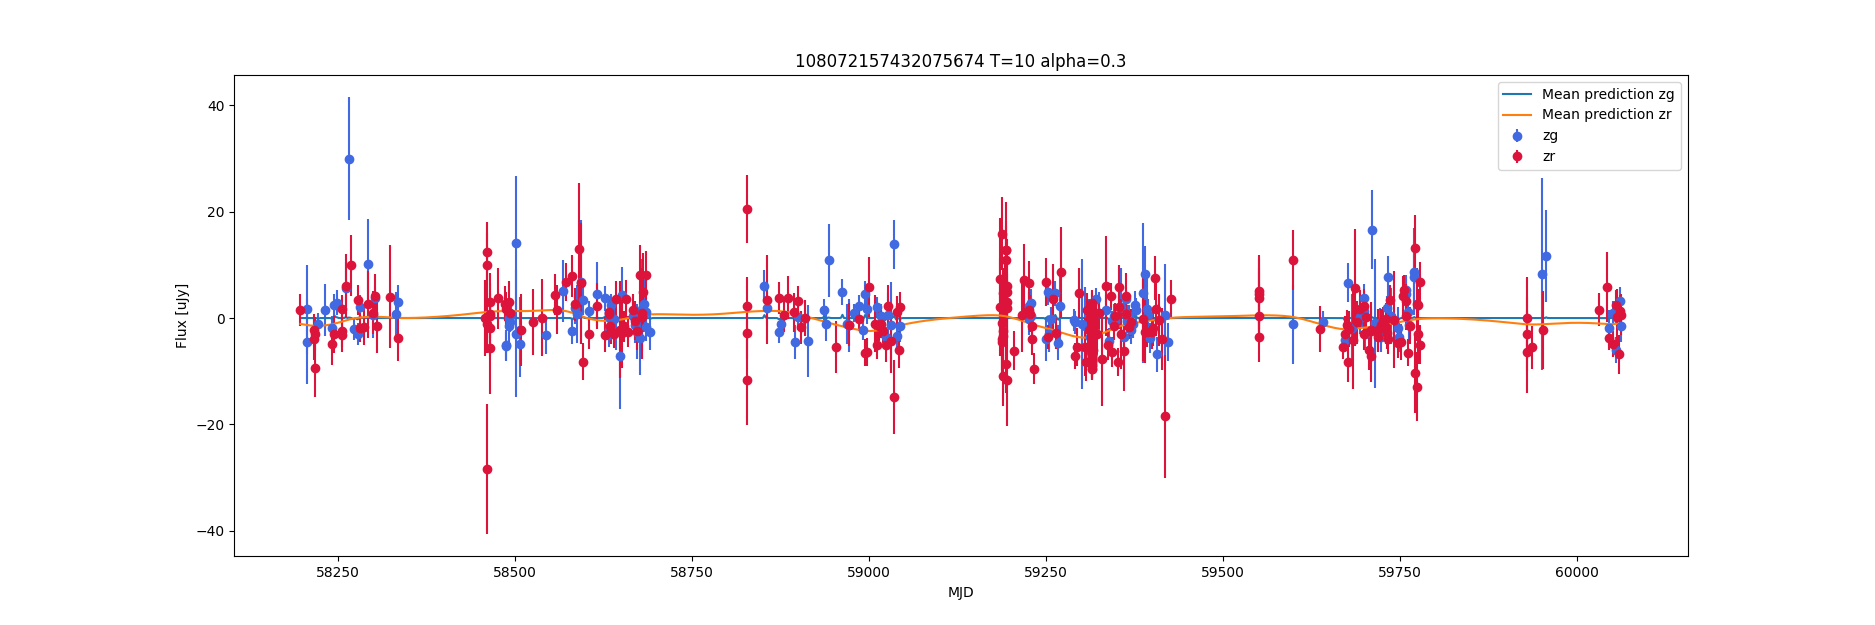 108072157432075674 T=10 alpha=0.3
Mean prediction zg
Mean prediction zr
zg
zr
40
20
0
−20
−40
Flux [uJy]
58250
58500
58750
59000
59250
59500
59750
60000
MJD